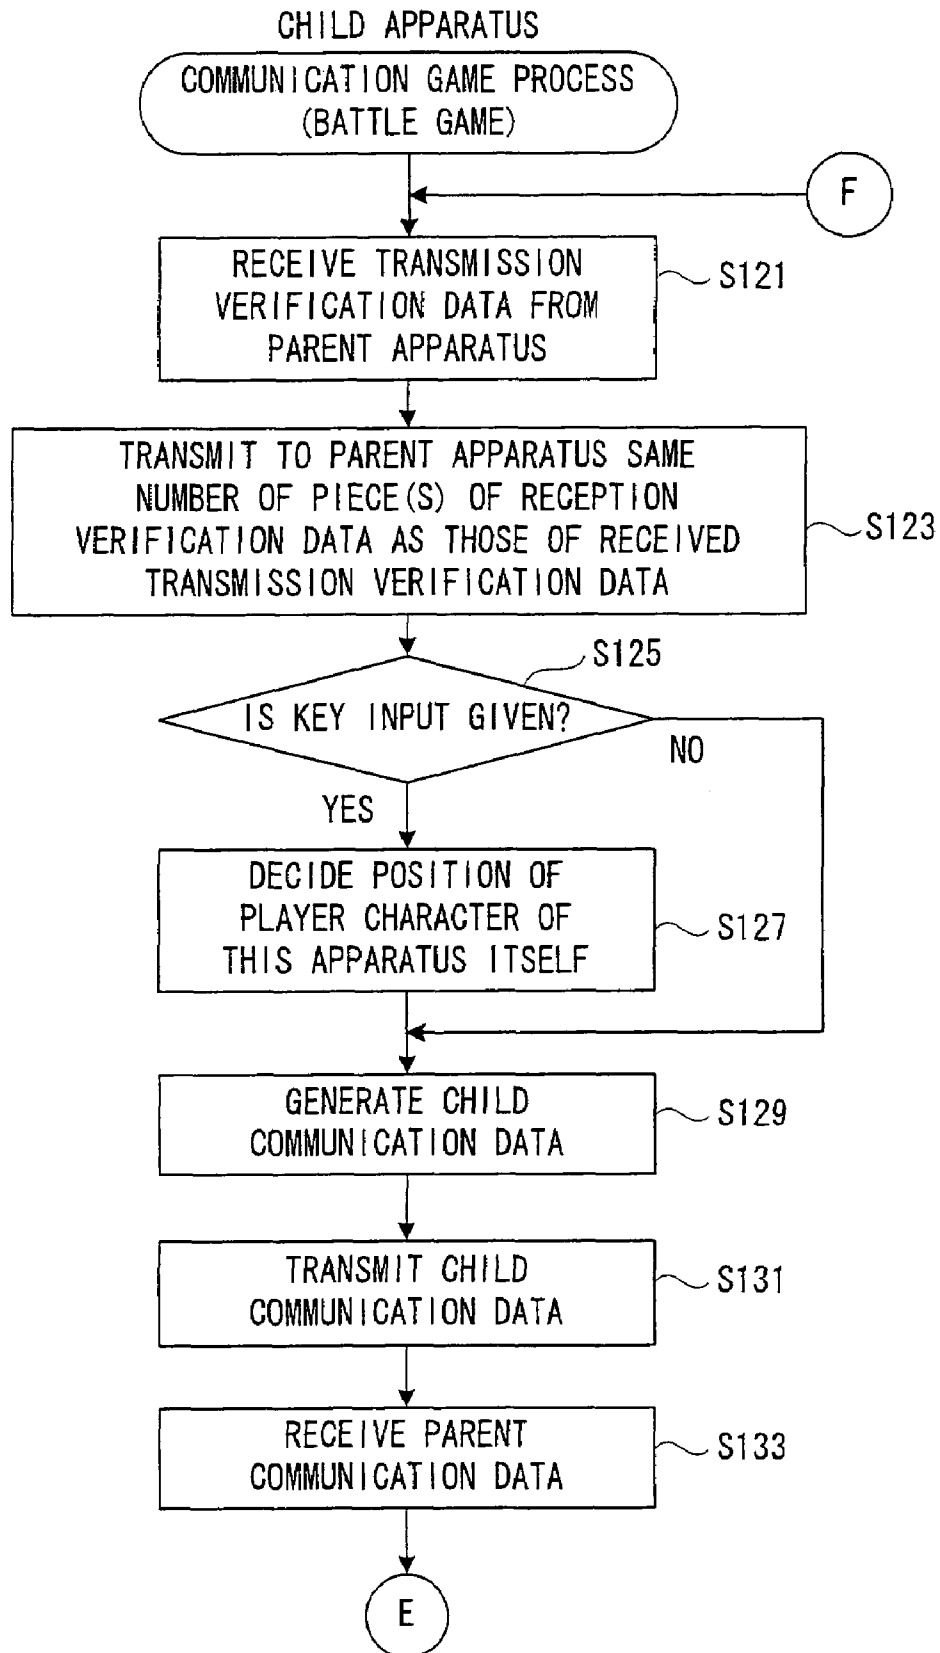 CHILD APPARATUS
COMMUNICATION GAME PROCESS
(BATTLE GAME)
F
RECEIVE TRANSMISSION
VERIFICATION DATA FROM
PARENT APPARATUS
S121
TRANSMIT TO PARENT APPARATUS SAME
NUMBER OF PIECE(S) OF RECEPTION
VERIFICATION DATA AS THOSE OF RECEIVED
TRANSMISSION VERIFICATION DATA
S123
S125
IS KEY INPUT GIVEN?
NO
YES
DECIDE POSITION OF
PLAYER CHARACTER OF
THIS APPARATUS ITSELF
S127
GENERATE CHILD
COMMUNICATION DATA
S129
TRANSMIT CHILD
COMMUNICATION DATA
S131
RECEIVE PARENT
COMMUNICATION DATA
S133
E